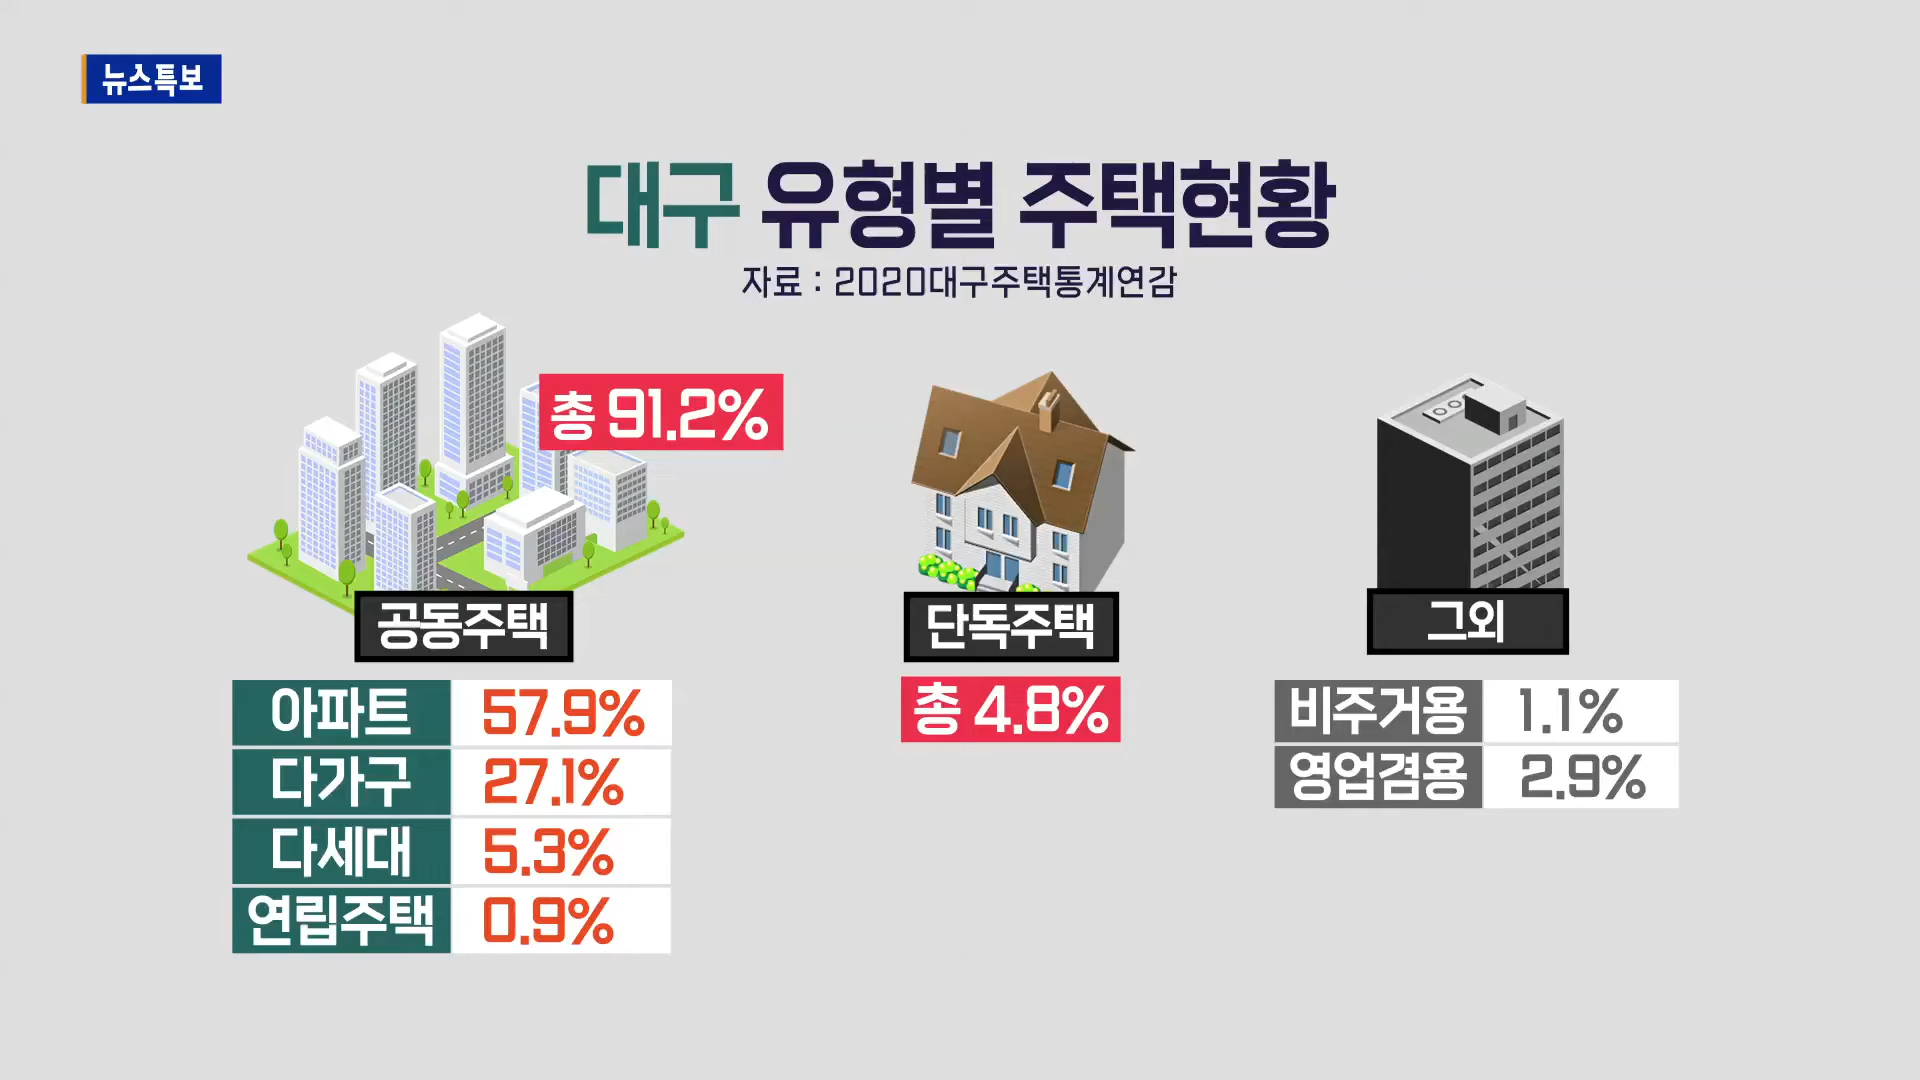 뉴스특보
대구 유형별 주택현황
자료 : 2020대구주택통계연감
총 91.2%
공동주택
아파트 57.9%
다가구 27.1%
다세대 5.3%
연립주택 0.9%
단독주택
총 4.8%
그외
비주거용 1.1%
영업겸용 2.9%